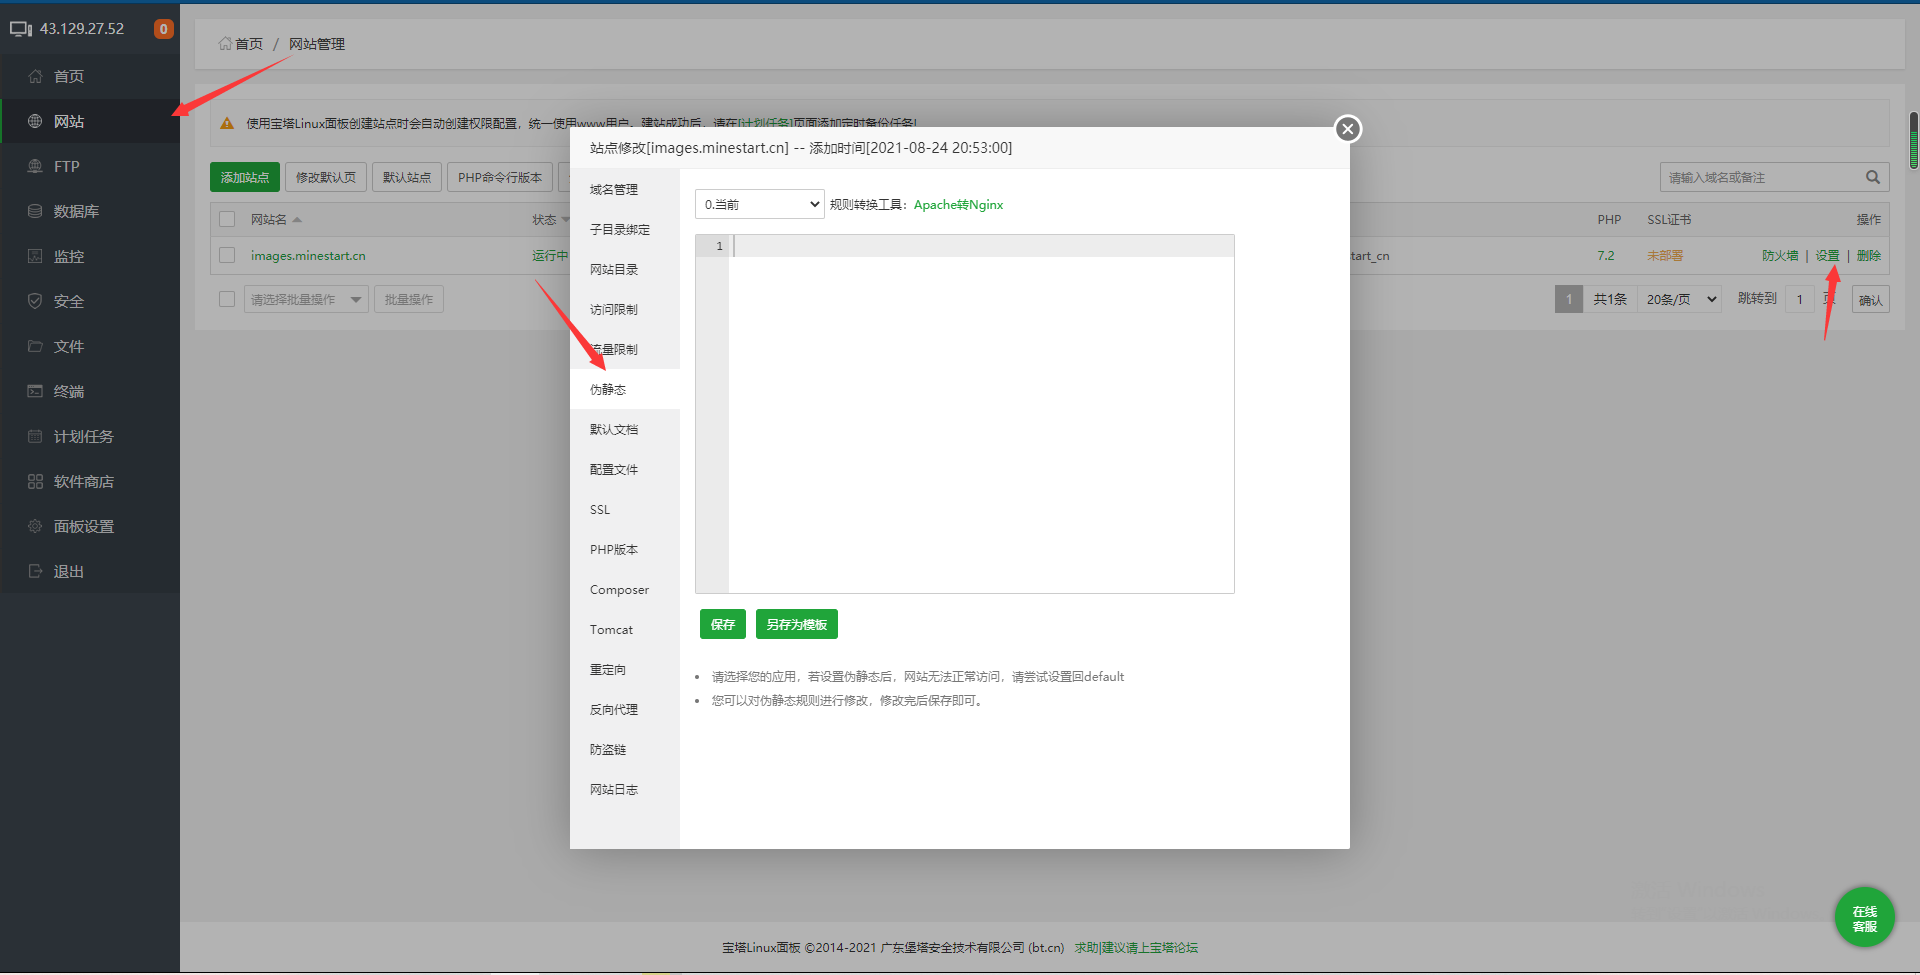 43.129.27.52
0
首页
网站
FTP
数据库
监控
安全
文件
终端
计划任务
软件商店
面板设置
退出
首页 / 网站管理
使用宝塔Linux面板创建站点时会自动创建权限配置，统一使用www用户。建站成功后，请在[计划任务]页面添加定时备份任务!
添加站点 修改默认页 默认站点 PHP命令行版本
请输入域名或备注
网站名 状态 PHP SSL证书 操作
images.minestart.cn 运行中 tart_cn 7.2 未部署 防火墙 | 设置 | 删除
请选择批量操作 批量操作
1 共1条 20条/页 跳转到 1 页 确认
站点修改[images.minestart.cn] -- 添加时间[2021-08-24 20:53:00]
域名管理
子目录绑定
网站目录
访问限制
流量限制
伪静态
默认文档
配置文件
SSL
PHP版本
Composer
Tomcat
重定向
反向代理
防盗链
网站日志
0.当前 规则转换工具：Apache转Nginx
1
保存 另存为模板
请选择您的应用，若设置伪静态后，网站无法正常访问，请尝试设置回default
您可以对伪静态规则进行修改，修改完后保存即可。
在线
客服
宝塔Linux面板 ©2014-2021 广东堡塔安全技术有限公司 (bt.cn) 求助|建议请上宝塔论坛